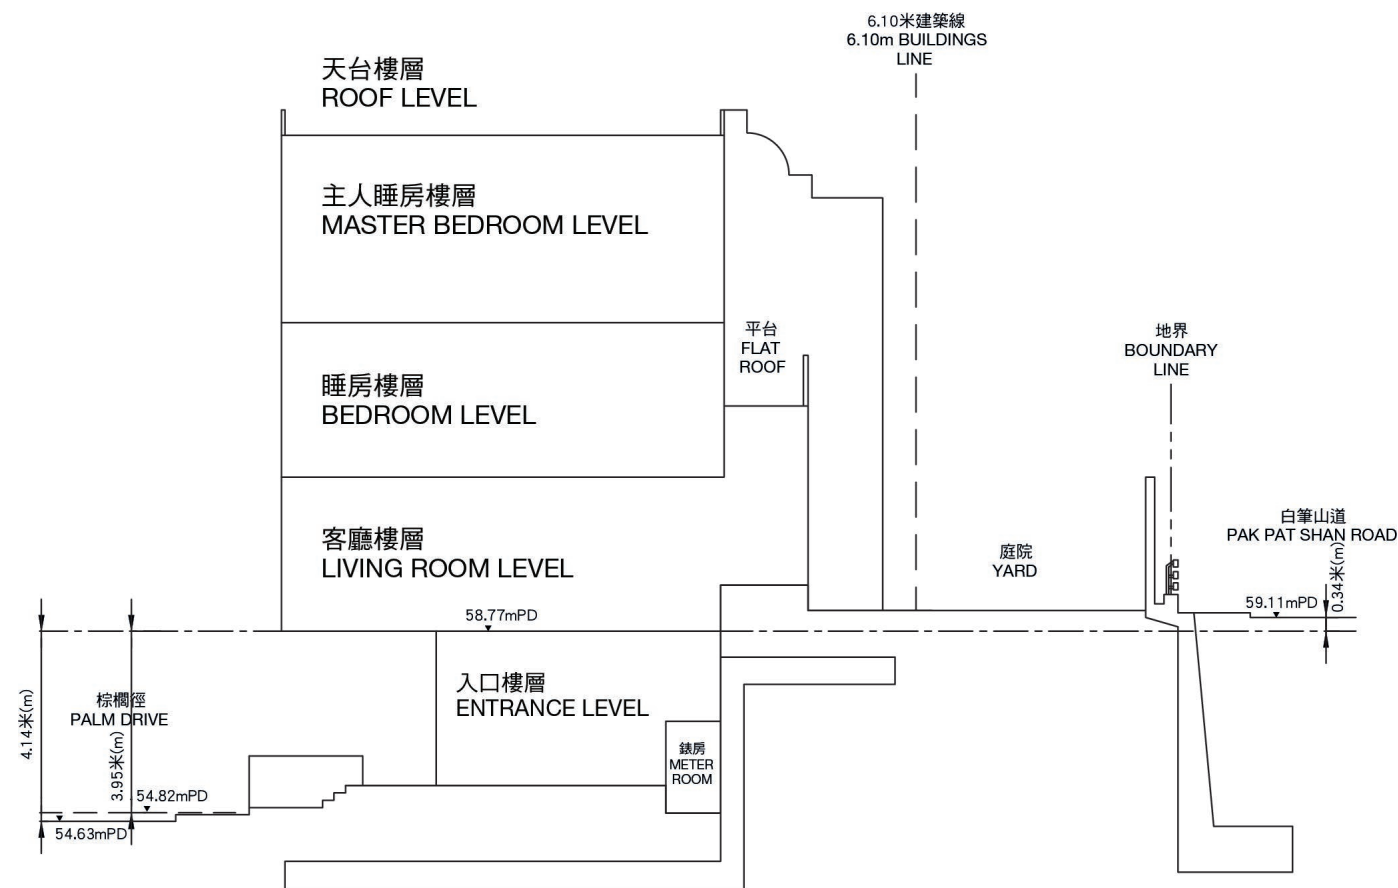 6.10米建築線
6.10m BUILDINGS
LINE
天台樓層
ROOF LEVEL
主人睡房樓層
MASTER BEDROOM LEVEL
平台
FLAT
ROOF
地界
BOUNDARY
LINE
睡房樓層
BEDROOM LEVEL
白筆山道
PAK PAT SHAN ROAD
客廳樓層
LIVING ROOM LEVEL
庭院
YARD
0.34米(m)
59.11mPD
58.77mPD
入口樓層
ENTRANCE LEVEL
棕櫚徑
PALM DRIVE
4.14米(m)
3.95米(m)
錶房
METER
ROOM
54.82mPD
54.63mPD